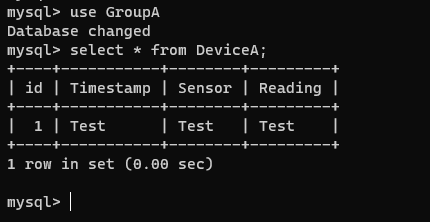 mysql> use GroupA
Database changed
mysql> select * from DeviceA;
+----+-----------+--------+---------+
| id | Timestamp | Sensor | Reading |
+----+-----------+--------+---------+
|  1 | Test      | Test   | Test    |
+----+-----------+--------+---------+
1 row in set (0.00 sec)
mysql>